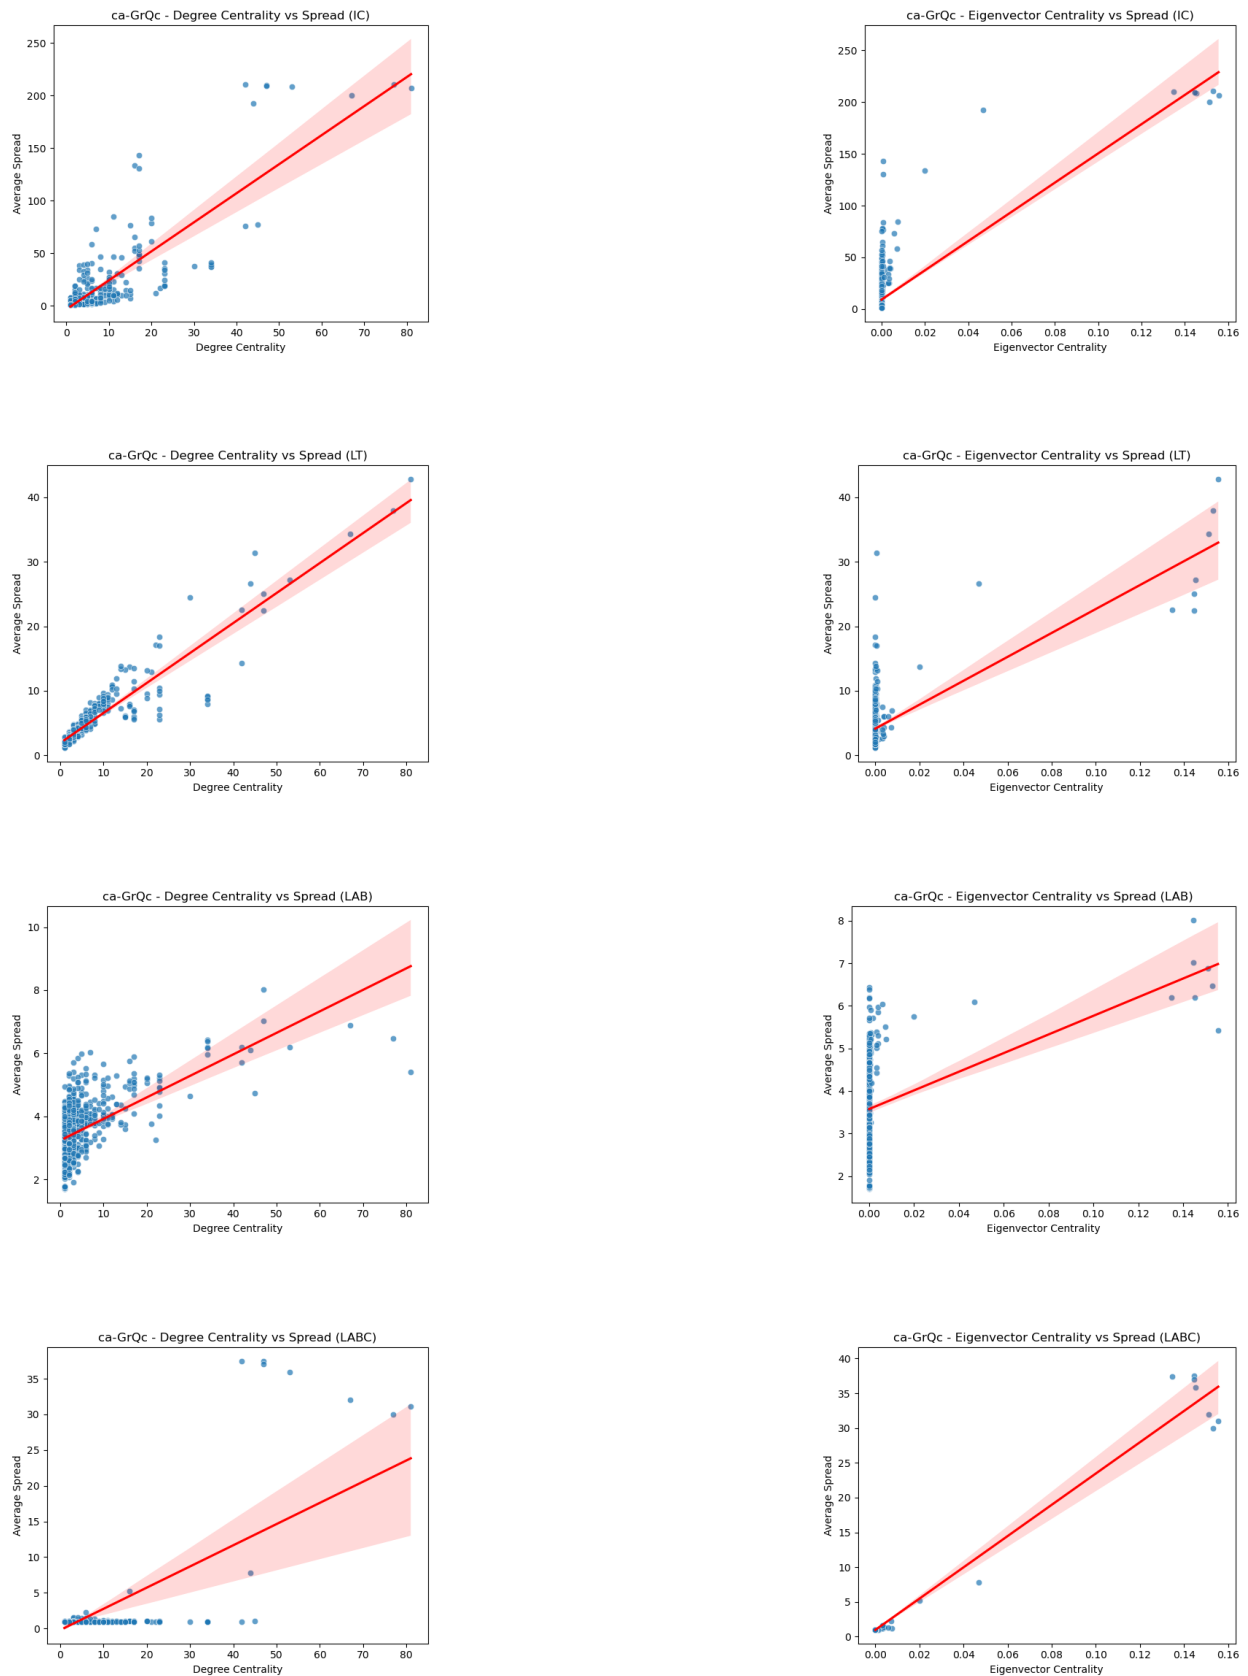 ca-GrQc - Degree Centrality vs Spread (IC)
250
200
150
100
50
0
Average Spread
0 10 20 30 40 50 60 70 80
Degree Centrality
ca-GrQc - Eigenvector Centrality vs Spread (IC)
250
200
150
100
50
0
Average Spread
0.00 0.02 0.04 0.06 0.08 0.10 0.12 0.14 0.16
Eigenvector Centrality
ca-GrQc - Degree Centrality vs Spread (LT)
40
30
20
10
0
Average Spread
0 10 20 30 40 50 60 70 80
Degree Centrality
ca-GrQc - Eigenvector Centrality vs Spread (LT)
40
30
20
10
0
Average Spread
0.00 0.02 0.04 0.06 0.08 0.10 0.12 0.14 0.16
Eigenvector Centrality
ca-GrQc - Degree Centrality vs Spread (LAB)
10
8
6
4
2
Average Spread
0 10 20 30 40 50 60 70 80
Degree Centrality
ca-GrQc - Eigenvector Centrality vs Spread (LAB)
8
7
6
5
4
3
2
Average Spread
0.00 0.02 0.04 0.06 0.08 0.10 0.12 0.14 0.16
Eigenvector Centrality
ca-GrQc - Degree Centrality vs Spread (LABC)
35
30
25
20
15
10
5
0
Average Spread
0 10 20 30 40 50 60 70 80
Degree Centrality
ca-GrQc - Eigenvector Centrality vs Spread (LABC)
40
35
30
25
20
15
10
5
0
Average Spread
0.00 0.02 0.04 0.06 0.08 0.10 0.12 0.14 0.16
Eigenvector Centrality